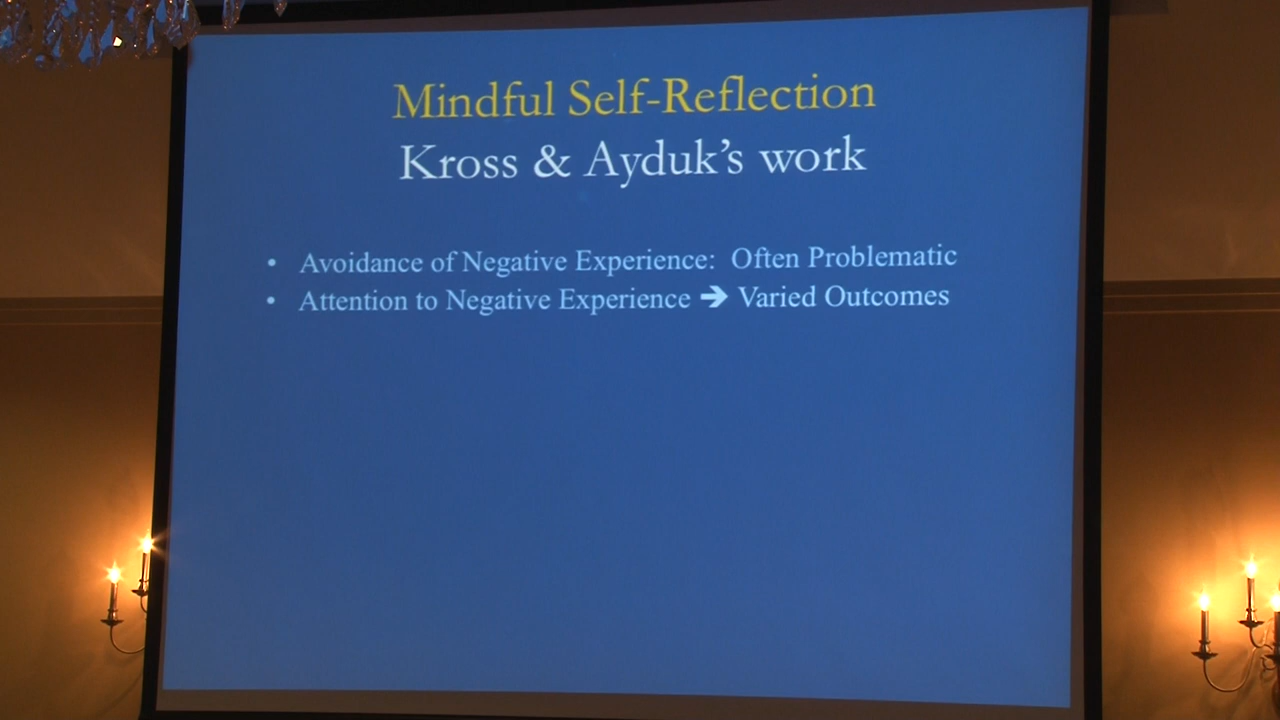 Mindful Self-Reflection
Kross & Ayduk's work
• Avoidance of Negative Experience: Often Problematic
• Attention to Negative Experience ➔ Varied Outcomes